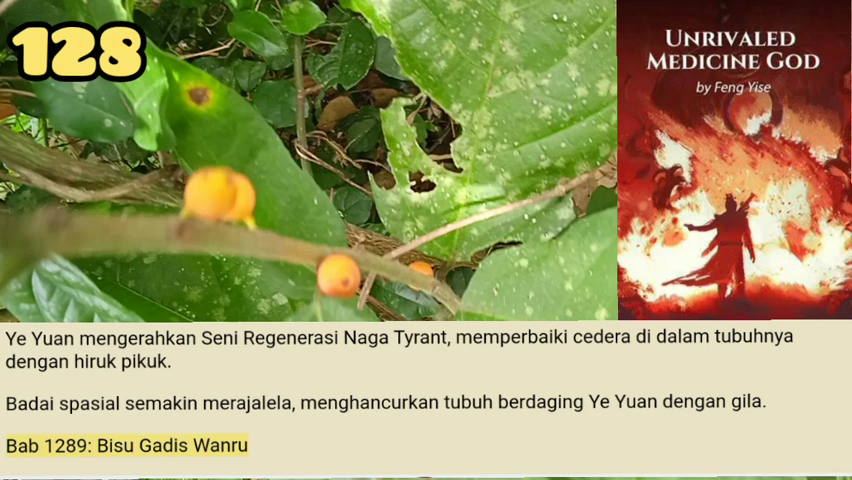 128
UNRIVALED
MEDICINE GOD
by Feng Yise
Ye Yuan mengerahkan Seni Regenerasi Naga Tyrant, memperbaiki cedera di dalam tubuhnya
dengan hiruk pikuk.
Badai spasial semakin merajalela, menghancurkan tubuh berdaging Ye Yuan dengan gila.
Bab 1289: Bisu Gadis Wanru